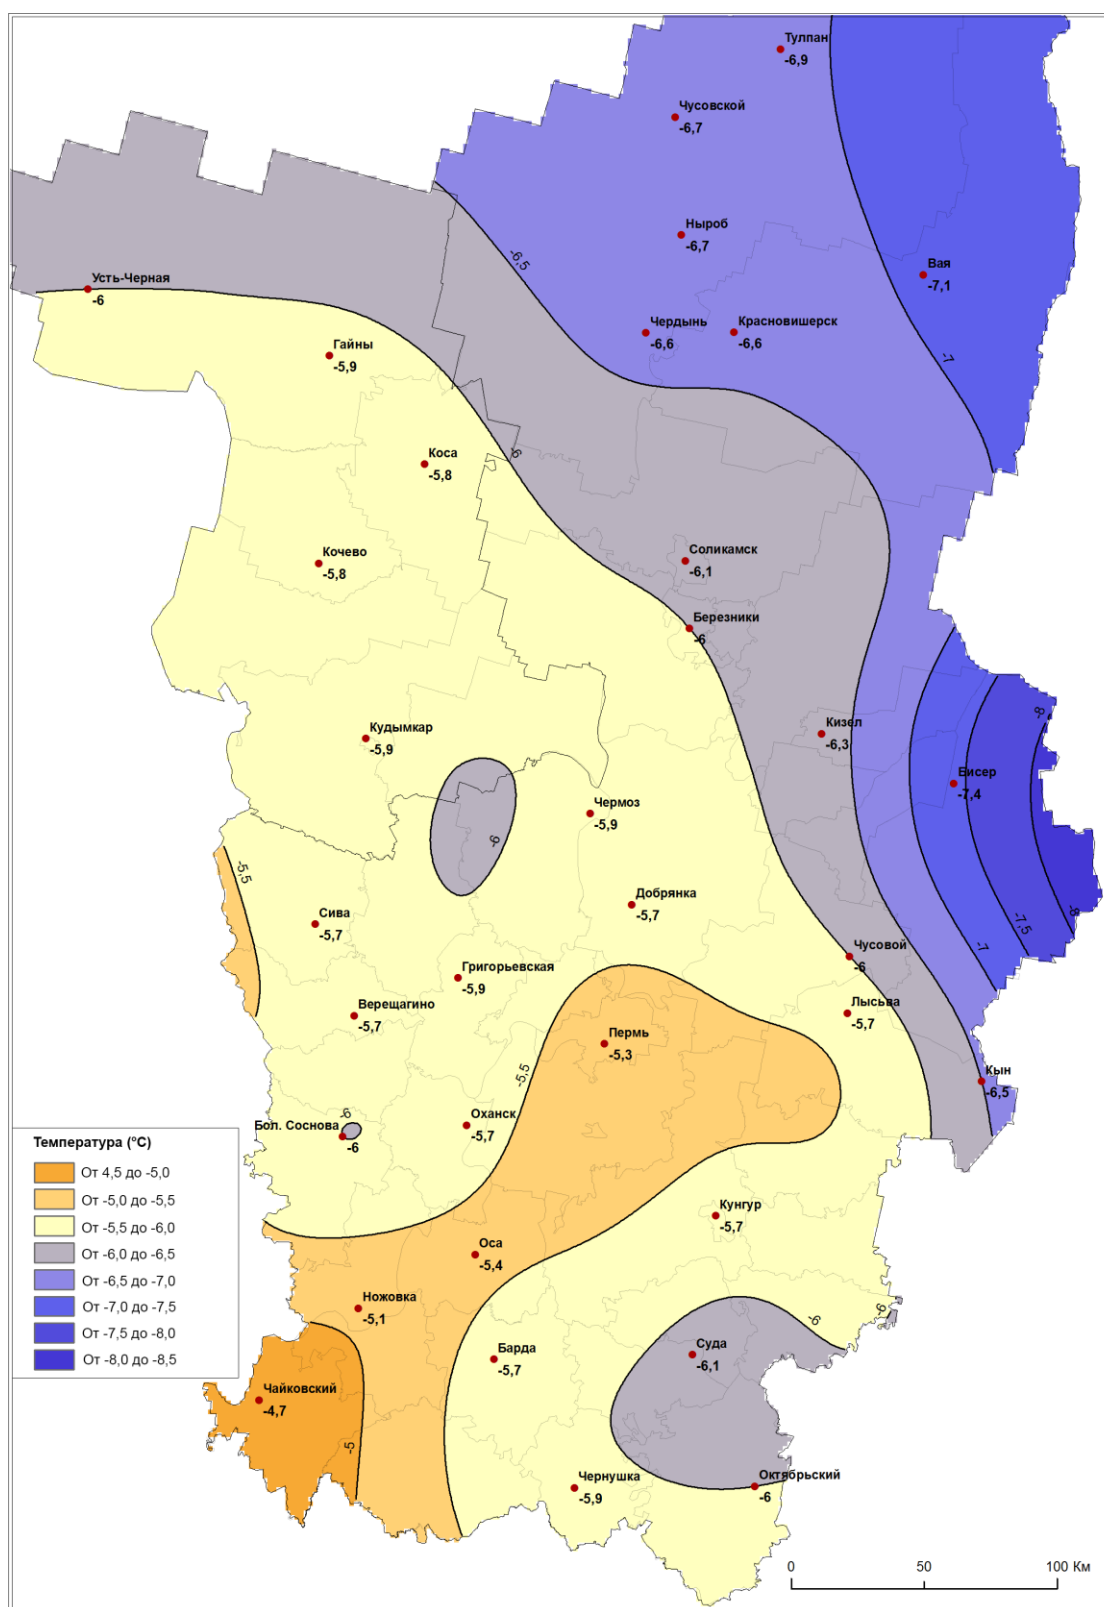 Тулпан
-6,9
Чусовской
-6,7
Ныроб
-6,7
-6,5
Вая
-7,1
Усть-Черная
-6
Чердынь
-6,6
Красновишерск
-6,6
-7
Гайны
-5,9
-6
Коса
-5,8
Кочево
-5,8
Соликамск
-6,1
Березники
-6
Кудымкар
-5,9
Кизел
-6,3
-8
Бисер
-7,4
Чермоз
-5,9
-6
-5,5
Добрянка
-5,7
Сива
-5,7
-8
-7,5
-7
Чусовой
-6
Григорьевская
-5,9
Верещагино
-5,7
Лысьва
-5,7
Пермь
-5,3
-5,5
Кын
-6,5
-6
Бол. Соснова
-6
Оханск
-5,7
Кунгур
-5,7
Оса
-5,4
Ножовка
-5,1
-6
-6
Суда
-6,1
Барда
-5,7
Чайковский
-4,7
-5
Чернушка
-5,9
Октябрьский
-6
Температура (°C)
От 4,5 до -5,0
От -5,0 до -5,5
От -5,5 до -6,0
От -6,0 до -6,5
От -6,5 до -7,0
От -7,0 до -7,5
От -7,5 до -8,0
От -8,0 до -8,5
0 50 100 Км